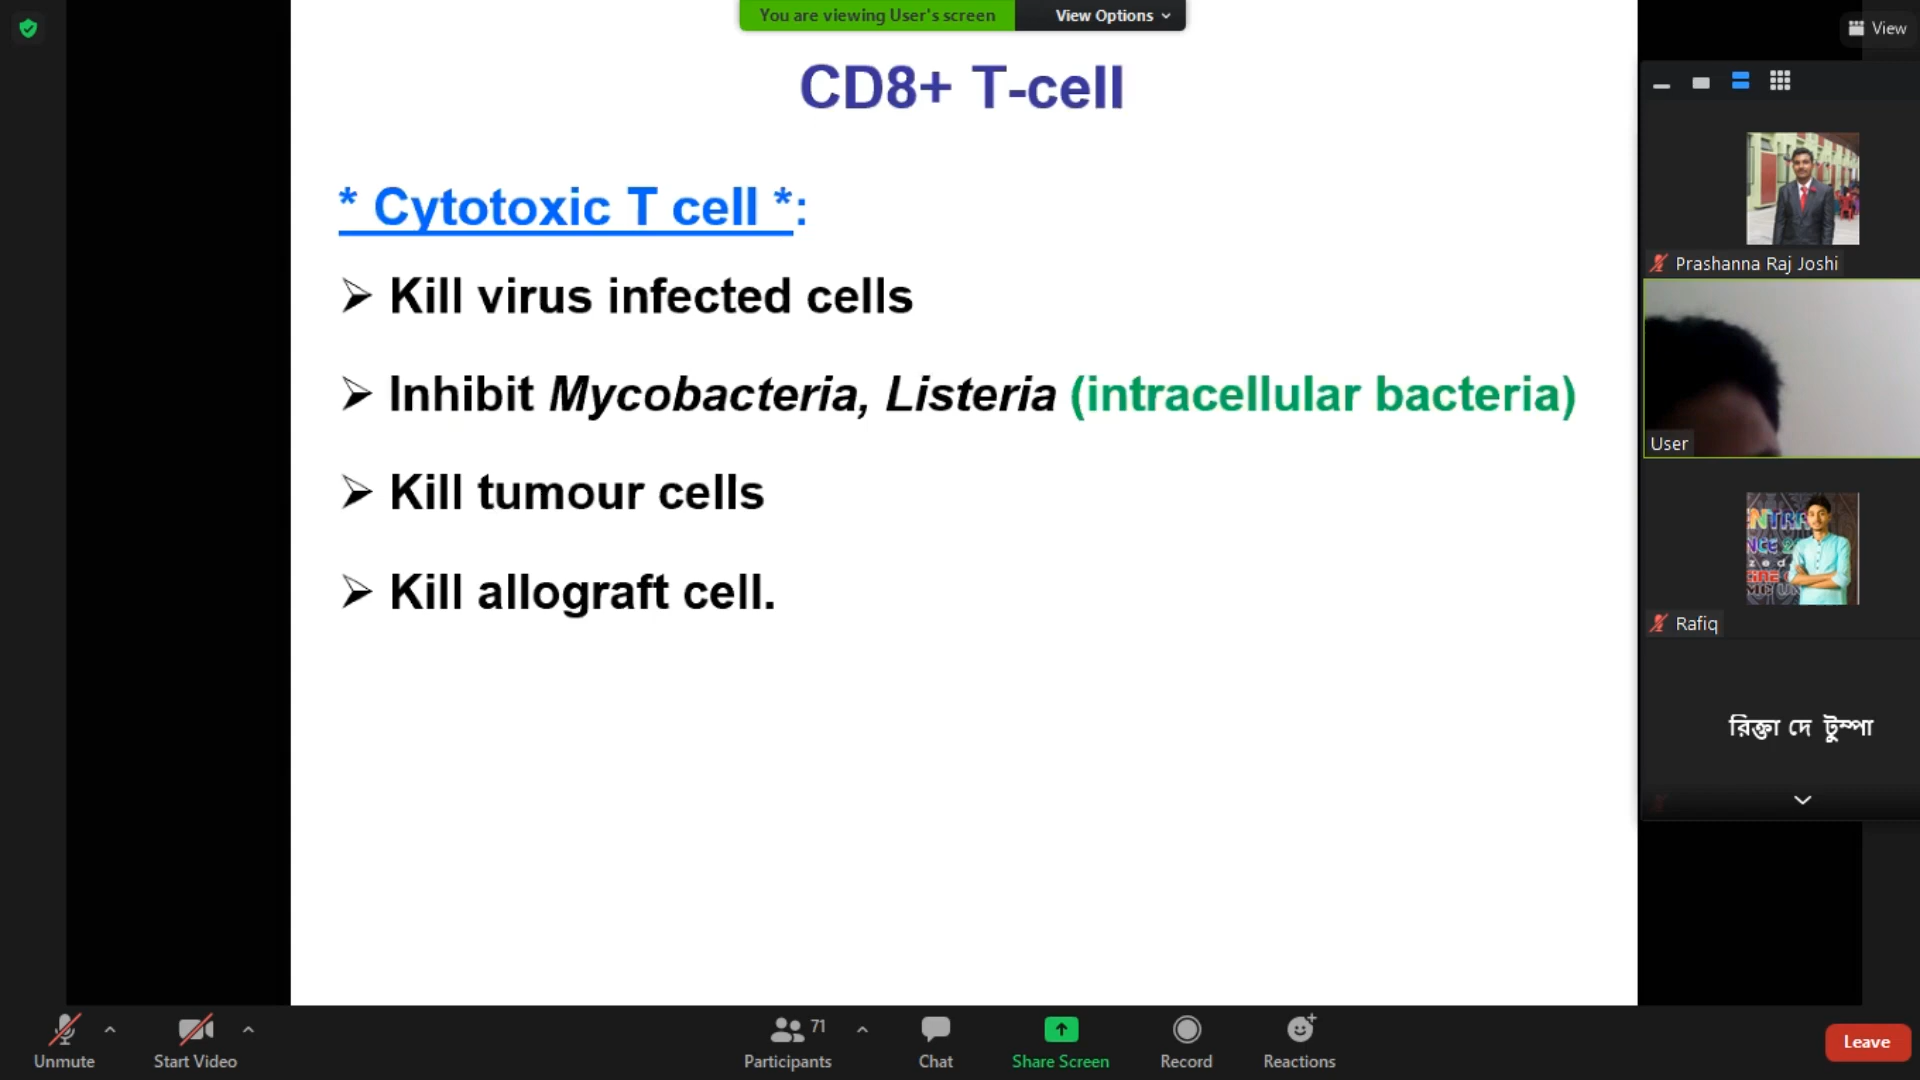 You are viewing User's screen
View Options
View
CD8+ T-cell
* Cytotoxic T cell *:
➢ Kill virus infected cells
➢ Inhibit Mycobacteria, Listeria (intracellular bacteria)
➢ Kill tumour cells
➢ Kill allograft cell.
Prashanna Raj Joshi
User
Rafiq
রিক্তা দে টুম্পা
Unmute
Start Video
71
Participants
Chat
Share Screen
Record
Reactions
Leave